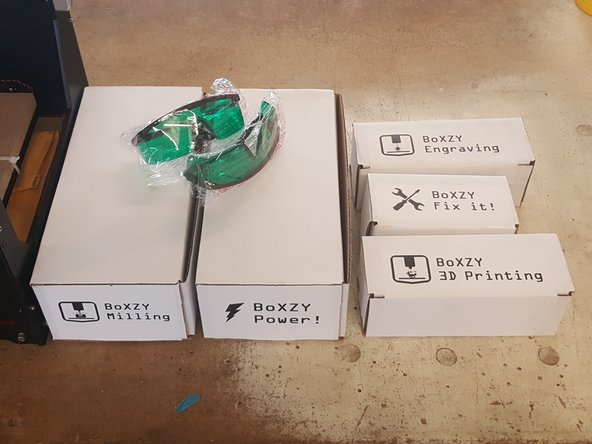 BoXZY
Engraving
BoXZY
Fix it!
BoXZY
3D Printing
BoXZY
Milling
BoXZY
Power!